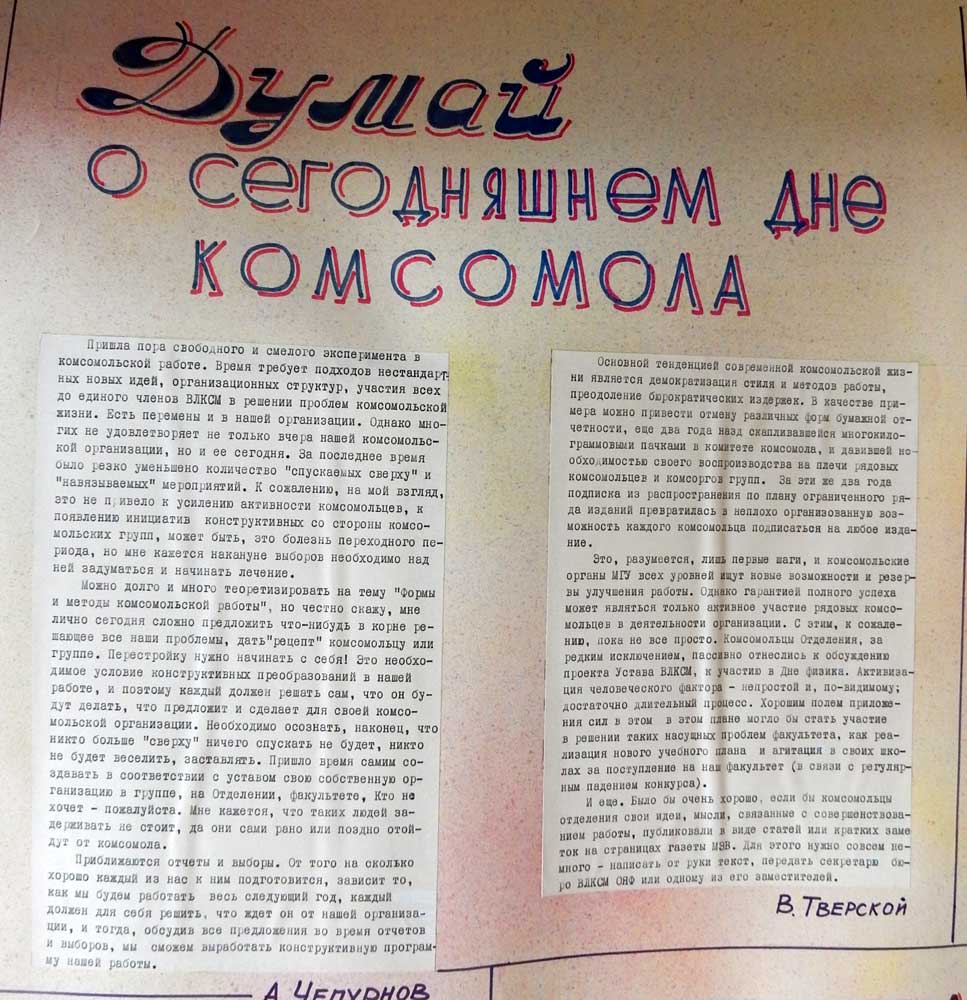 Думай
о сегодняшнем дне
комсомола
Пришла пора свободного и смелого эксперимента в
комсомольской работе. Время требует подходов нестандарт-
ных новых идей, организационных структур, участия всех
до единого членов ВЛКСМ в решении проблем комсомольской
жизни. Есть перемены и в нашей организации. Однако мно-
гих не удовлетворяет не только вчера нашей комсомольс-
кой организации, но и ее сегодня. За последнее время
было резко уменьшено количество "спускаемых сверху" и
"навязываемых" мероприятий. К сожалению, на мой взгляд,
это не привело к усилению активности комсомольцев, к
появлению инициатив конструктивных со стороны комсо-
мольских групп, может быть, это болезнь переходного пе-
риода, но мне кажется накануне выборов необходимо над
ней задуматься и начинать лечение.
Можно долго и много теоретизировать на тему "Формы
и методы комсомольской работы", но честно скажу, мне
лично сегодня сложно предложить что-нибудь в корне ре-
шающее все наши проблемы, дать"рецепт" комсомольцу или
группе. Перестройку нужно начинать с себя! Это необхо-
димое условие конструктивных преобразований в нашей
работе, и поэтому каждый должен решать сам, что он бу-
дут делать, что предложит и сделает для своей комсо-
мольской организации. Необходимо осознать, наконец, что
никто больше "сверху" ничего спускать не будет, никто
не будет веселить, заставлять. Пришло время самим со-
здавать в соответствии с уставом свою собственную ор-
ганизацию в группе, на Отделении, факультете, Кто не
хочет - пожалуйста. Мне кажется, что таких людей за-
держивать не стоит, да они сами рано или поздно отой-
дут от комсомола.
Приближаются отчеты и выборы. От того на сколько
хорошо каждый из нас к ним подготовится, зависит то,
как мы будем работать весь следующий год, каждый
должен для себя решить, что ждет он от нашей организа-
ции, и тогда, обсудив все предложения во время отчетов
и выборов, мы сможем выработать конструктивную програм-
му нашей работы.
А. Чепурнов
Основной тенденцией современной комсомольской жиз-
ни является демократизация стиля и методов работы,
преодоление бюрократических издержек. В качестве при-
мера можно привести отмену различных форм бумажной от-
четности, еще два года назд скапливавшейся многокило-
граммовыми пачками в комитете комсомола, и давившей не-
обходимостью своего воспроизводства на плечи рядовых
комсомольцев и комсоргов групп. За эти же два года
подписка из распространения по плану ограниченного ря-
да изданий превратилась в неплохо организованную воз-
можность каждого комсомольца подписаться на любое изда-
ние.
Это, разумеется, лишь первые шаги, и комсомольские
органы МГУ всех уровней ищут новые возможности и резер-
вы улучшения работы. Однако гарантией полного успеха
может являться только активное участие рядовых комсо-
мольцев в деятельности организации. С этим, к сожале-
нию, пока не все просто. Комсомольцы Отделения, за
редким исключением, пассивно отнеслись к обсуждению
проекта Устава ВЛКСМ, к участию в Дне физика. Активиза-
ция человеческого фактора - непростой и, по-видимому;
достаточно длительный процесс. Хорошим полем приложе-
ния сил в этом в этом плане могло бы стать участие
в решении таких насущных проблем факультета, как ре-
ализация нового учебного плана и агитация в своих шко-
лах за поступление на наш факультет (в связи с регуляр-
ным падением конкурса).
И еще. Было бы очень хорошо, если бы комсомольцы
отделения свои идеи, мысли, связанные с совершенствова-
нием работы, публиковали в виде статей или кратких заме
ток на страницах газеты МЭВ. Для этого нужно совсем не-
много - написать от руки текст, передать секретарю бю-
ро ВЛКСМ ОЯФ или одному из его заместителей.
В. Тверской